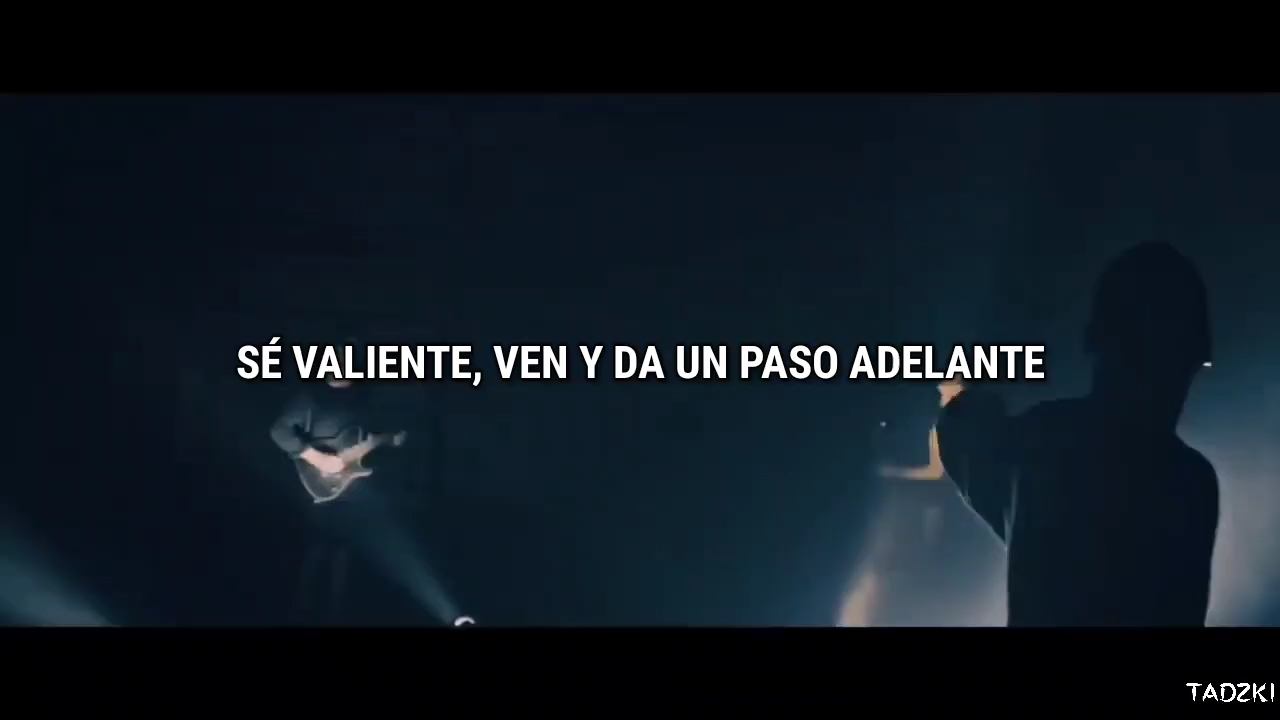 SÉ VALIENTE, VEN Y DA UN PASO ADELANTE
TADZKI